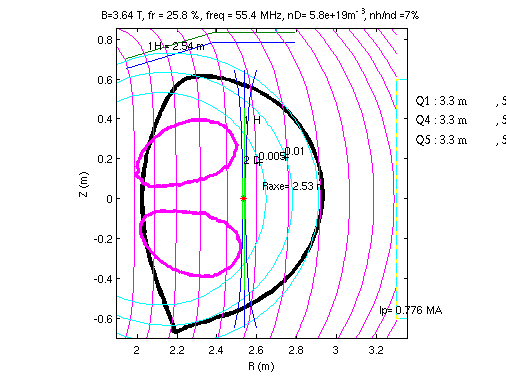 B=3.64 T, fr = 25.8 %, freq = 55.4 MHz, nD= 5.8e+19m^-3, nh/nd =7%
0.8
1H = 2.54 m
0.6
Q1 : 3.3 m , S
0.4
1 H
Q4 : 3.3 m , S
Q5 : 3.3 m , S
0.2
2 D
0.005
0.01
Raxe= 2.53 m
0
-0.2
-0.4
-0.6
Ip= 0.776 MA
2 2.2 2.4 2.6 2.8 3 3.2
Z (m)
R (m)